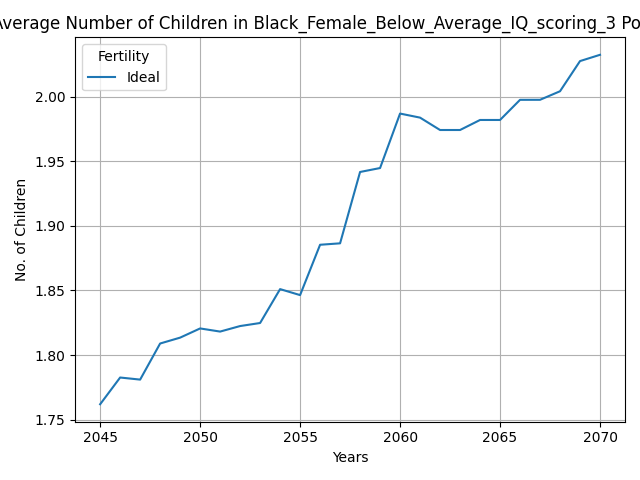 Average Number of Children in Black_Female_Below_Average_IQ_scoring_3 Po
Fertility
Ideal
No. of Children
2.00
1.95
1.90
1.85
1.80
1.75
2045 2050 2055 2060 2065 2070
Years